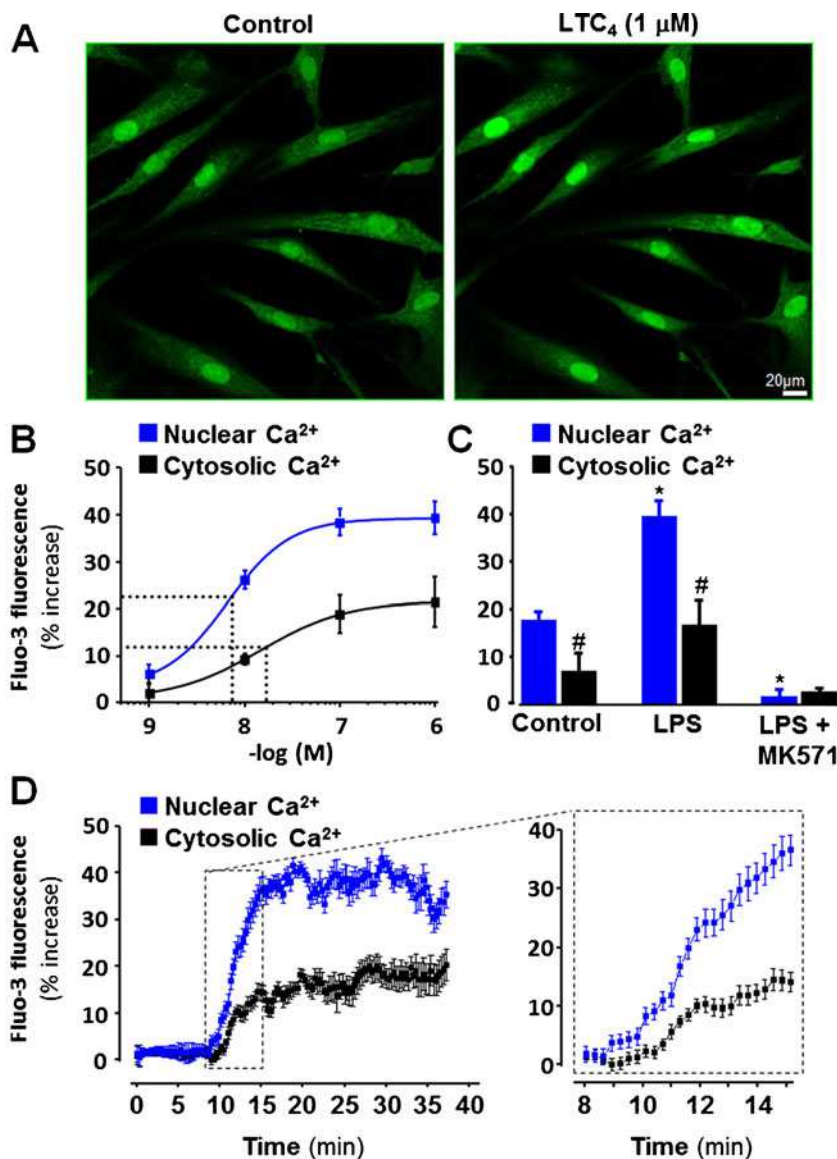 A
Control
LTC₄ (1 µM)
20µm
B
Nuclear Ca²⁺
Cytosolic Ca²⁺
Fluo-3 fluorescence
(% increase)
50
40
30
20
10
0
9 8 7 6
-log (M)
C
Nuclear Ca²⁺
Cytosolic Ca²⁺
50
40
30
20
10
0
#
*
#
*
Control
LPS
LPS +
MK571
D
Nuclear Ca²⁺
Cytosolic Ca²⁺
Fluo-3 fluorescence
(% increase)
50
40
30
20
10
0
0 5 10 15 20 25 30 35 40
Time (min)
40
30
20
10
0
8 10 12 14
Time (min)